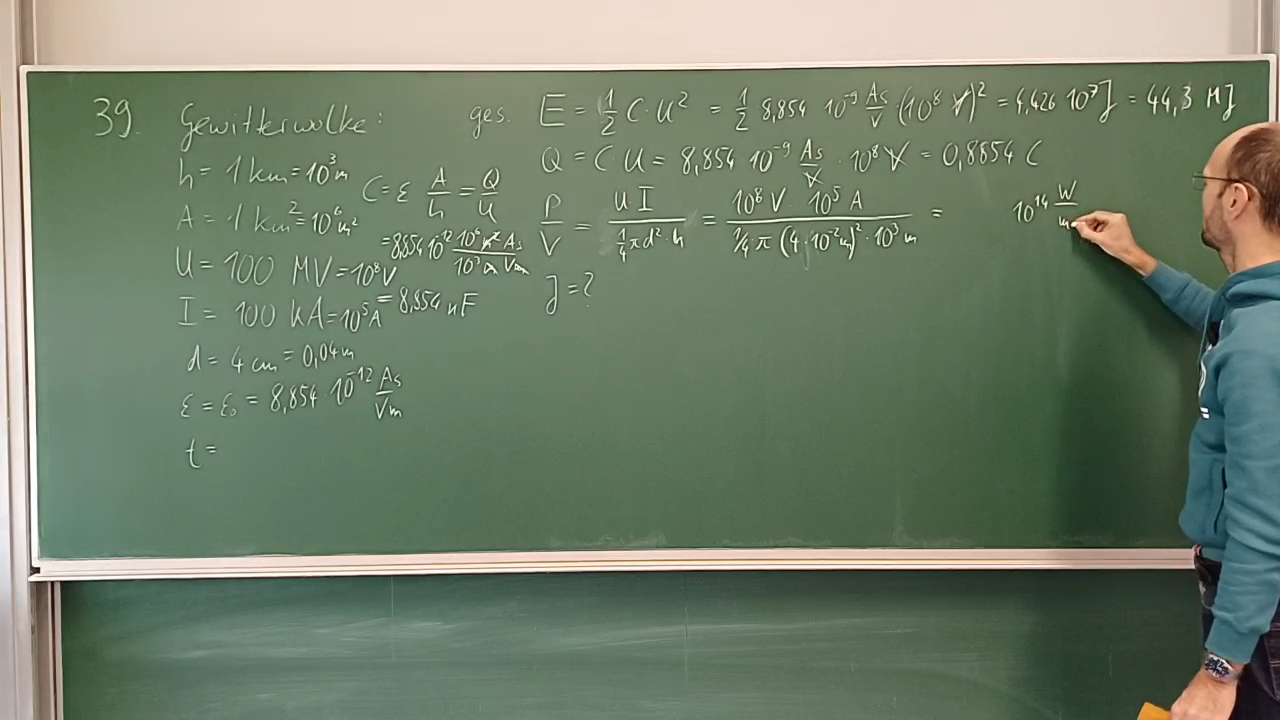 39. Gewitterwolke:
h = 1 km = 10³ m
A = 1 km² = 10⁶ m²
U = 100 MV = 10⁸ V
I = 100 kA = 10⁵ A
d = 4 cm = 0,04 m
ε = ε₀ = 8,854 · 10⁻¹² As/Vm
t =
C = ε A/h = Q/U
= 8,854 10⁻¹² 10⁶ m² As / 10³ m Vm
= 8,854 nF
ges. E = 1/2 C · U² = 1/2 8,854 10⁻⁹ As/V · (10⁸ V)² = 4,426 10⁷ J = 44,3 MJ
Q = C U = 8,854 10⁻⁹ As/V · 10⁸ V = 0,8854 C
P/V = U I / ¼ π d² · h = 10⁸ V · 10⁵ A / ¼ π (4 · 10⁻² m)² · 10³ m = 10¹⁴ W/m
J = ?